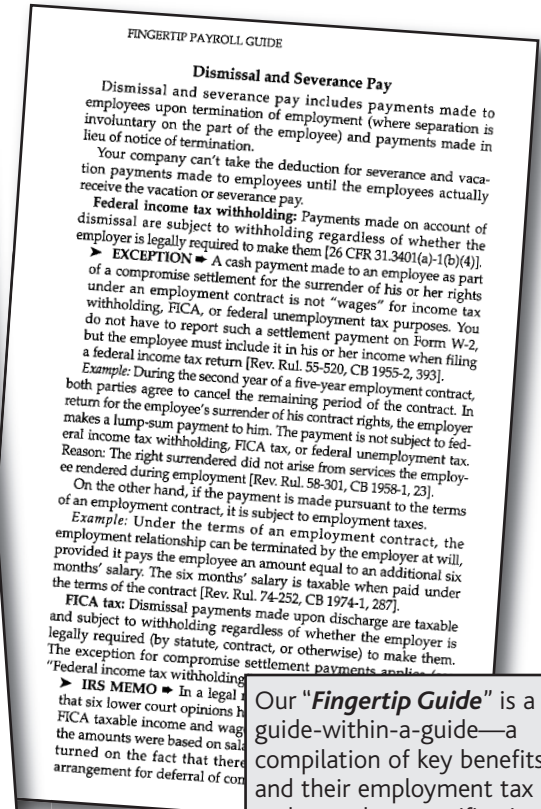 FINGERTIP PAYROLL GUIDE
Dismissal and Severance Pay
Dismissal and severance pay includes payments made to
employees upon termination of employment (where separation is
involuntary on the part of the employee) and payments made in
lieu of notice of termination.
Your company can't take the deduction for severance and vaca-
tion payments made to employees until the employees actually
receive the vacation or severance pay.
Federal income tax withholding: Payments made on account of
dismissal are subject to withholding regardless of whether the
employer is legally required to make them [26 CFR 31.3401(a)-1(b)(4)].
➤ EXCEPTION ➨ A cash payment made to an employee as part
of a compromise settlement for the surrender of his or her rights
under an employment contract is not "wages" for income tax
withholding, FICA, or federal unemployment tax purposes. You
do not have to report such a settlement payment on Form W-2,
but the employee must include it in his or her income when filing
a federal income tax return [Rev. Rul. 55-520, CB 1955-2, 393].
Example: During the second year of a five-year employment contract,
both parties agree to cancel the remaining period of the contract. In
return for the employee's surrender of his contract rights, the employer
makes a lump-sum payment to him. The payment is not subject to fed-
eral income tax withholding, FICA tax, or federal unemployment tax.
Reason: The right surrendered did not arise from services the employ-
ee rendered during employment [Rev. Rul. 58-301, CB 1958-1, 23].
On the other hand, if the payment is made pursuant to the terms
of an employment contract, it is subject to employment taxes.
Example: Under the terms of an employment contract, the
employment relationship can be terminated by the employer at will,
provided it pays the employee an amount equal to an additional six
months' salary. The six months' salary is taxable when paid under
the terms of the contract [Rev. Rul. 74-252, CB 1974-1, 287].
FICA tax: Dismissal payments made upon discharge are taxable
and subject to withholding regardless of whether the employer is
legally required (by statute, contract, or otherwise) to make them.
The exception for compromise settlement payments
"Federal income tax withholding
➤ IRS MEMO ➨ In a legal
that six lower court opinions
FICA taxable income and
the amounts were based on
turned on the fact that there
arrangement for deferral of
Our "Fingertip Guide" is a
guide-within-a-guide—a
compilation of key benefits
and their employment tax